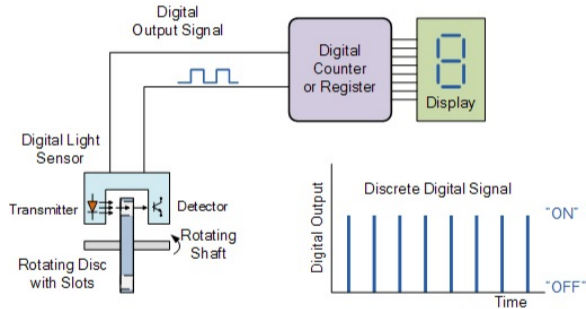 Digital
Output Signal
Digital
Counter
or Register
Display
Digital Light
Sensor
Transmitter
Detector
Rotating
Shaft
Rotating Disc
with Slots
Discrete Digital Signal
Digital Output
"ON"
"OFF"
Time